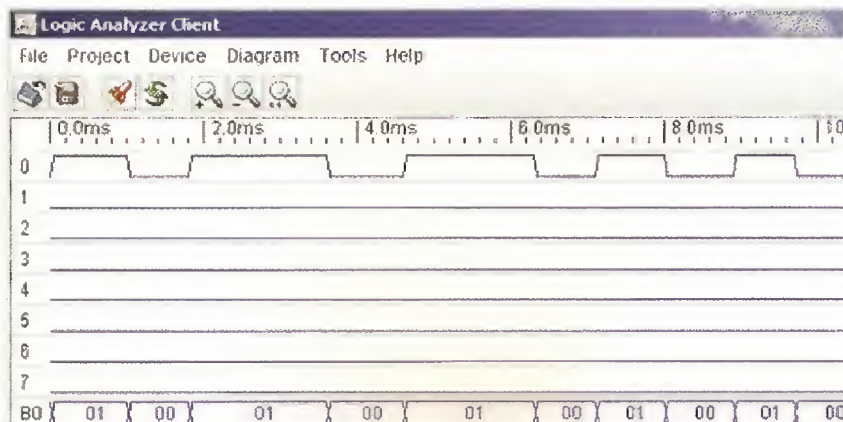 Logic Analyzer Client
File Project Device Diagram Tools Help
0.0ms 2.0ms 4.0ms 6.0ms 8.0ms 10
0
1
2
3
4
5
6
7
B0 01 00 01 00 01 00 01 00 01 00